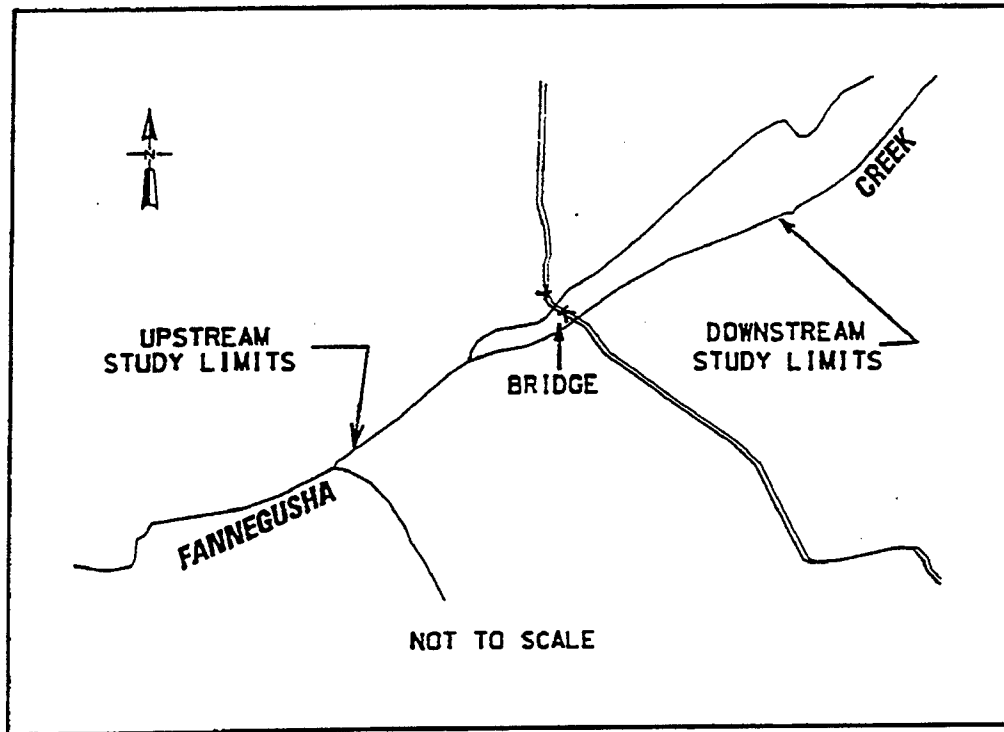 N
CREEK
UPSTREAM
STUDY LIMITS
DOWNSTREAM
STUDY LIMITS
BRIDGE
FANNEGUSHA
NOT TO SCALE